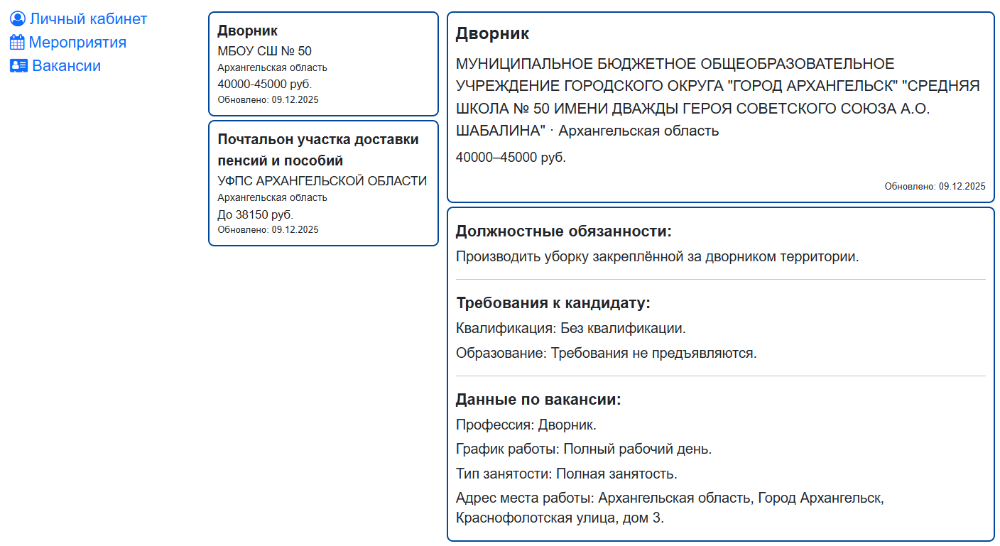 Личный кабинет
Мероприятия
Вакансии
Дворник
МБОУ СШ № 50
Архангельская область
40000-45000 руб.
Обновлено: 09.12.2025
Почтальон участка доставки
пенсий и пособий
УФПС АРХАНГЕЛЬСКОЙ ОБЛАСТИ
Архангельская область
До 38150 руб.
Обновлено: 09.12.2025
Дворник
МУНИЦИПАЛЬНОЕ БЮДЖЕТНОЕ ОБЩЕОБРАЗОВАТЕЛЬНОЕ
УЧРЕЖДЕНИЕ ГОРОДСКОГО ОКРУГА "ГОРОД АРХАНГЕЛЬСК" "СРЕДНЯЯ
ШКОЛА № 50 ИМЕНИ ДВАЖДЫ ГЕРОЯ СОВЕТСКОГО СОЮЗА А.О.
ШАБАЛИНА" · Архангельская область
40000–45000 руб.
Обновлено: 09.12.2025
Должностные обязанности:
Производить уборку закреплённой за дворником территории.
Требования к кандидату:
Квалификация: Без квалификации.
Образование: Требования не предъявляются.
Данные по вакансии:
Профессия: Дворник.
График работы: Полный рабочий день.
Тип занятости: Полная занятость.
Адрес места работы: Архангельская область, Город Архангельск,
Краснофолотская улица, дом 3.